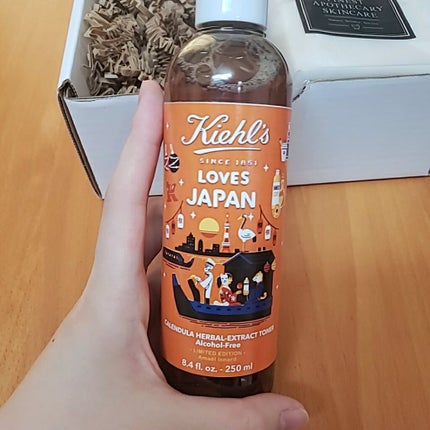 APOTHECARY
SKINCARE
Kiehl's
SINCE 1851
LOVES
JAPAN
CALENDULA HERBAL-EXTRACT TONER
Alcohol-Free
- LIMITED EDITION -
8.4 fl. oz. - 250 ml